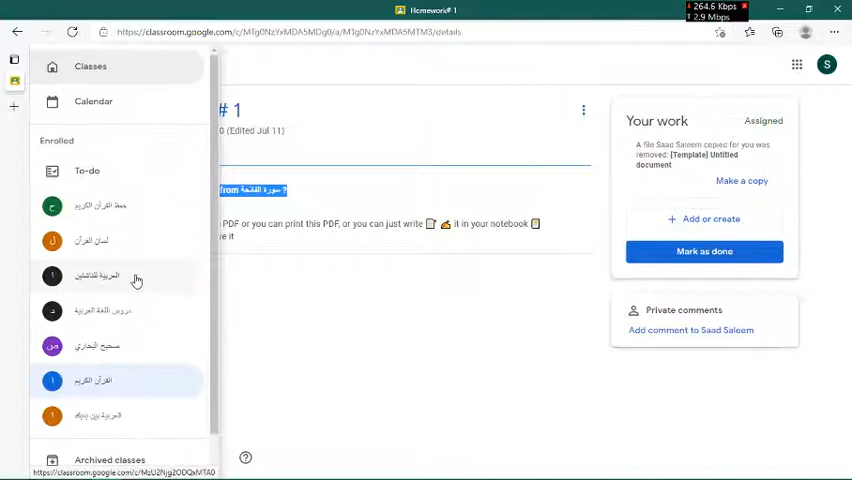 Homework# 1
264.6 Kbps
2.9 Mbps
https://classroom.google.com/c/MTg0NzYxMDA5MDg0/a/MTg0NzYxMDA5MTM3/details
Classes
Calendar
Enrolled
To-do
ح حفظ القرآن الكريم
ل لسان القرآن
ا العربية للناشئين
د دروس اللغة العربية
ص صحيح البخاري
ا القرآن الكريم
ا العربية بين يديك
Archived classes
https://classroom.google.com/c/MzU2Njg2ODQxMTA0
# 1
0 (Edited Jul 11)
from سورة الفاتحة ?
PDF or you can print this PDF, or you can just write 📝 ✍ it in your notebook 📔
ve it
S
Your work
Assigned
A file Saad Saleem copied for you was
removed: [Template] Untitled
document
Make a copy
+ Add or create
Mark as done
Private comments
Add comment to Saad Saleem